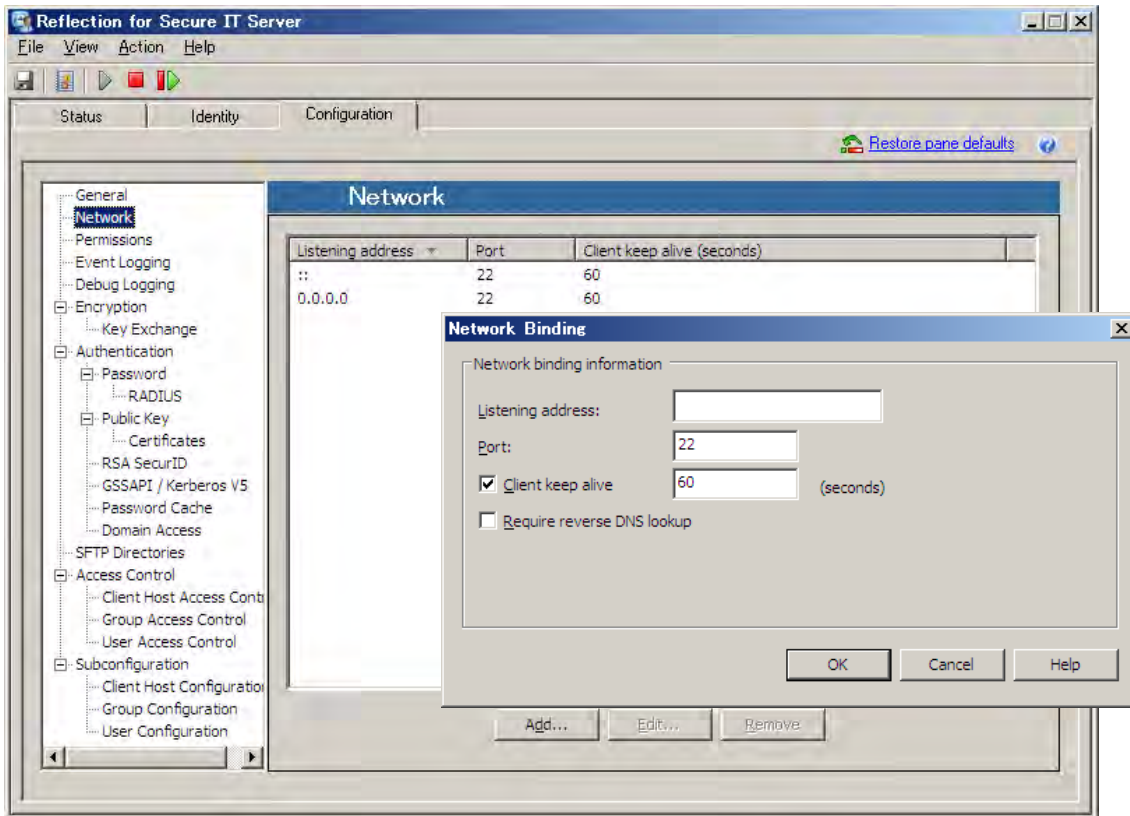 Reflection for Secure IT Server
File View Action Help
Status Identity Configuration
Restore pane defaults
General
Network
Permissions
Event Logging
Debug Logging
Encryption
Key Exchange
Authentication
Password
RADIUS
Public Key
Certificates
RSA SecurID
GSSAPI / Kerberos V5
Password Cache
Domain Access
SFTP Directories
Access Control
Client Host Access Cont
Group Access Control
User Access Control
Subconfiguration
Client Host Configuratio
Group Configuration
User Configuration
Network
Listening address Port Client keep alive (seconds)
:: 22 60
0.0.0.0 22 60
Add... Edit... Remove
Network Binding
Network binding information
Listening address:
Port: 22
Client keep alive 60 (seconds)
Require reverse DNS lookup
OK Cancel Help